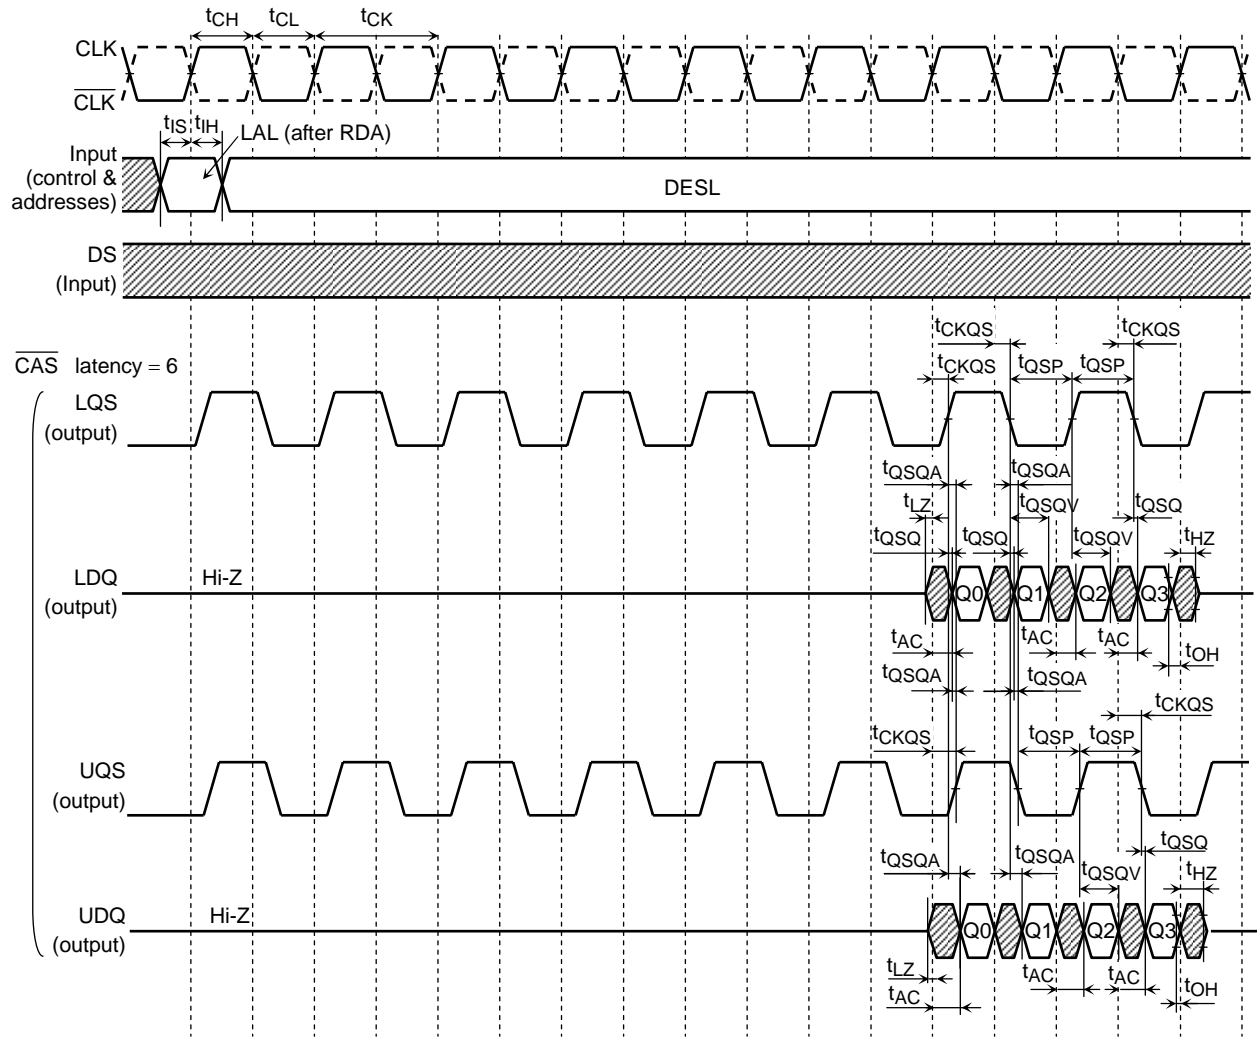 tCH tCL tCK
CLK
CLK
tIS tIH LAL (after RDA)
Input
(control &
addresses)
DESL
DS
(Input)
tCKQS tCKQS
CAS latency = 6
tCKQS tQSP tQSP
LQS
(output)
tQSQA tQSQA
tLZ tQSQV tQSQ
tQSQ tQSQ tQSQV tHZ
LDQ
(output)
Hi-Z
Q0 Q1 Q2 Q3
tAC tAC tAC
tOH
tQSQA tQSQA
tCKQS
tCKQS tQSP tQSP
UQS
(output)
tQSQ
tQSQA tQSQA tQSQV tHZ
UDQ
(output)
Hi-Z
Q0 Q1 Q2 Q3
tLZ tAC tAC
tAC tOH